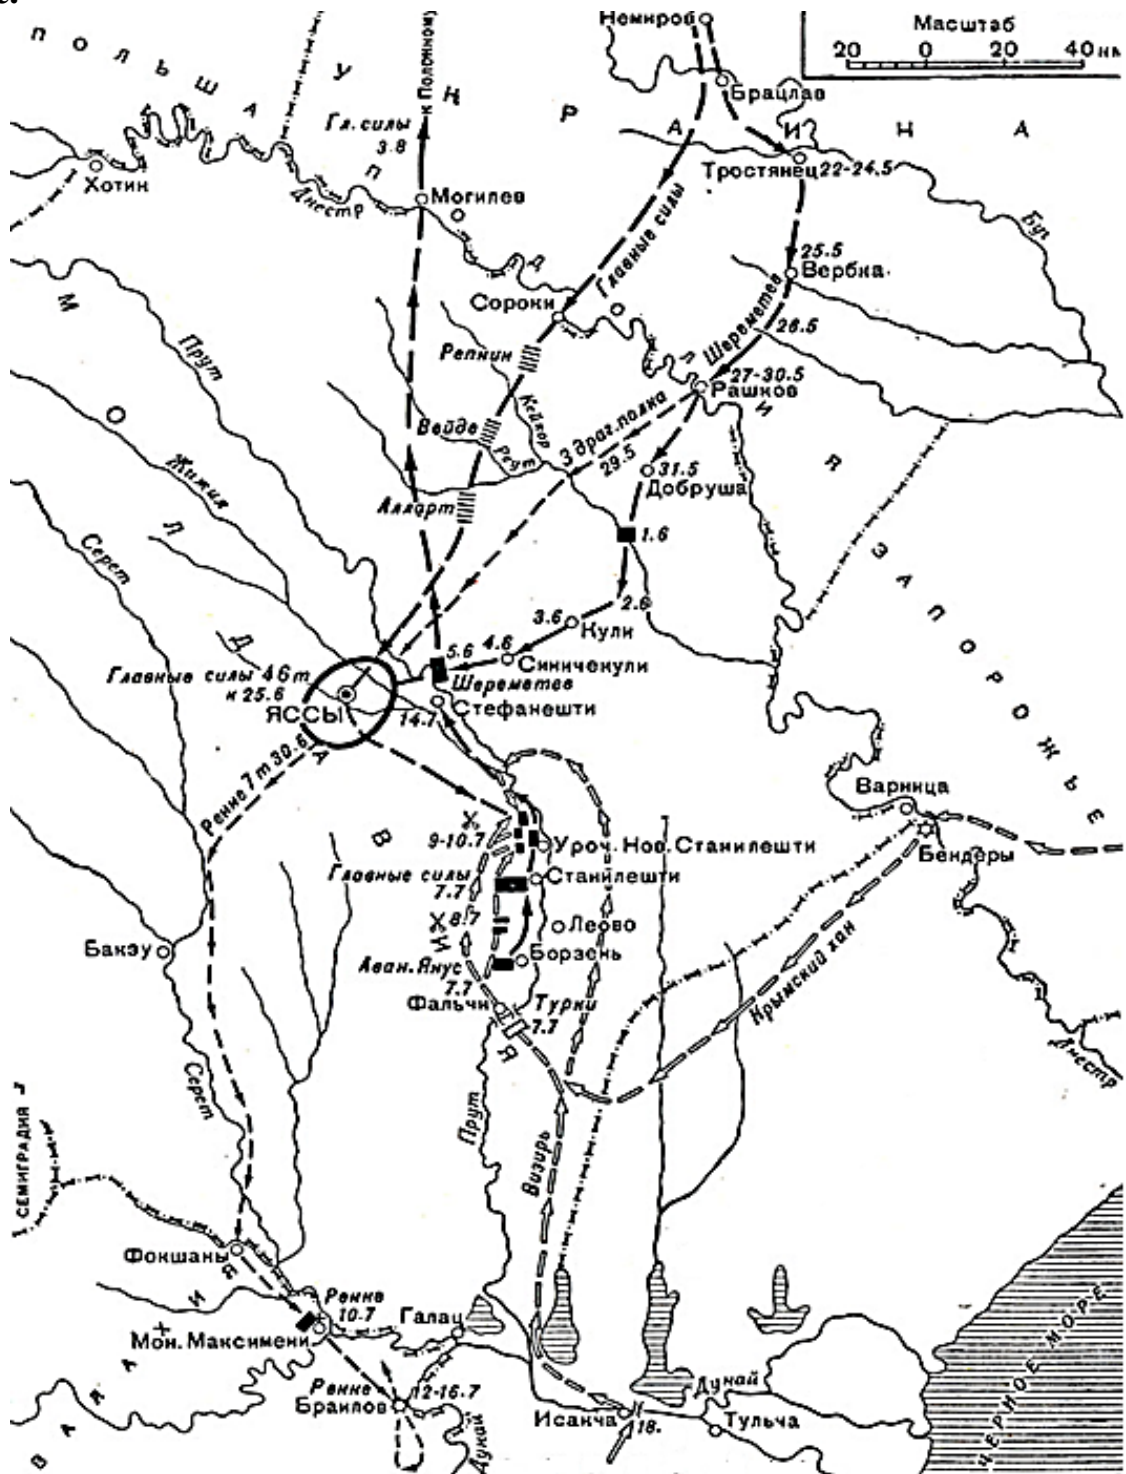 Немиров
Масштаб
20 0 20 40 км
ПОЛЬША
УКРАИНА
к Полонному
Брацлав
Гл. силы
3.8
Тростянец 22-24.5
Хотин
Днестр
Могилев
Буг
Главные силы
25.5
Вербка
Сороки
Шереметев
26.5
Прут
Репнин
27-30.5
Рашков
Кейнар
Вейде
Реут
3 драг. полка
29.5
31.5
Добруша
Жижия
Алларт
1.6
Серет
2.6
3.6
Кули
5.6 4.6
Синичекули
Главные силы 46 т
к 25.6
Шереметев
Стефанешти
ЯССЫ
14.7
ЗАПОРОЖЬЕ
МОЛДАВИЯ
Ренне 7 т 30.6
Варница
9-10.7
Уроч. Нов. Станилешти
Бендеры
Главные силы
7.7
Станилешти
8.7
Леово
Бакэу
Борзень
Аван. Янус
7.7
Крымский хан
Фальчи
Турки
7.7
Днестр
Серет
Прут
СЕМИГРАДИЯ
Визирь
Фокшаны
Ренне
10.7
Галац
Мон. Максимени
ЧЕРНОЕ МОРЕ
Ренне
12-16.7
Браилов
Дунай
Дунай
Исакча
18.
Тульча
ВАЛАХИЯ